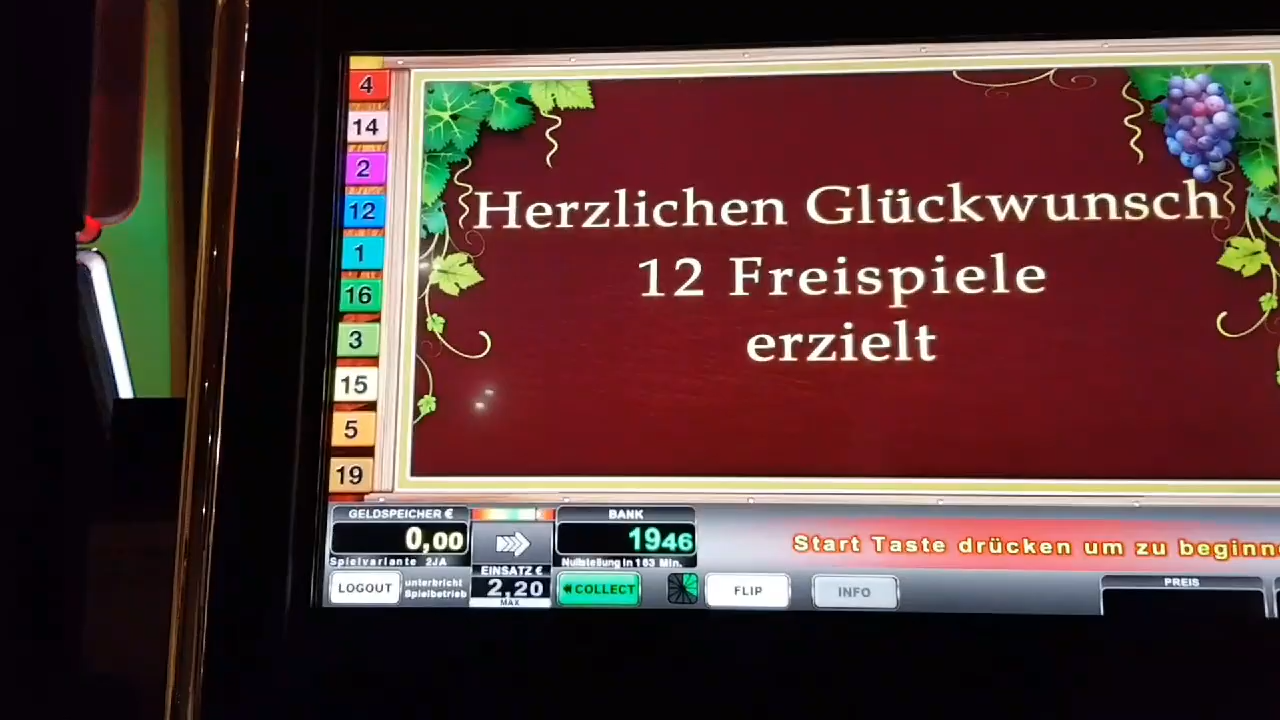 4
14
2
12
1
16
3
15
5
19
Herzlichen Glückwunsch
12 Freispiele
erzielt
GELDSPEICHER €
0,00
Spielvariante 2JA
EINSATZ €
2,20
MAX
BANK
1946
Nullstellung in 163 Min.
Start Taste drücken um zu beginne
LOGOUT
unterbricht
Spielbetrieb
COLLECT
FLIP
INFO
PREIS